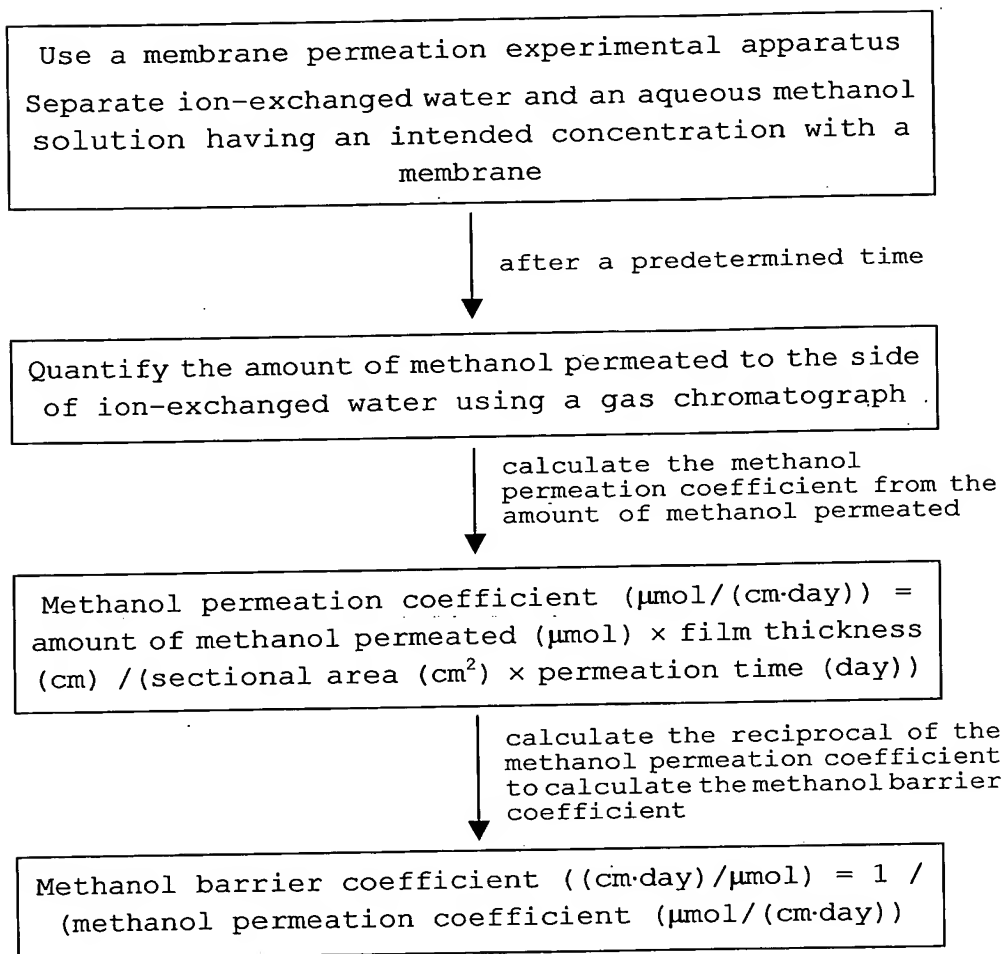 Use a membrane permeation experimental apparatus
Separate ion-exchanged water and an aqueous methanol
solution having an intended concentration with a
membrane
after a predetermined time
Quantify the amount of methanol permeated to the side
of ion-exchanged water using a gas chromatograph
calculate the methanol
permeation coefficient from the
amount of methanol permeated
Methanol permeation coefficient (μmol/(cm·day)) =
amount of methanol permeated (μmol) × film thickness
(cm) /(sectional area (cm²) × permeation time (day))
calculate the reciprocal of the
methanol permeation coefficient
to calculate the methanol barrier
coefficient
Methanol barrier coefficient ((cm·day)/μmol) = 1 /
(methanol permeation coefficient (μmol/(cm·day))